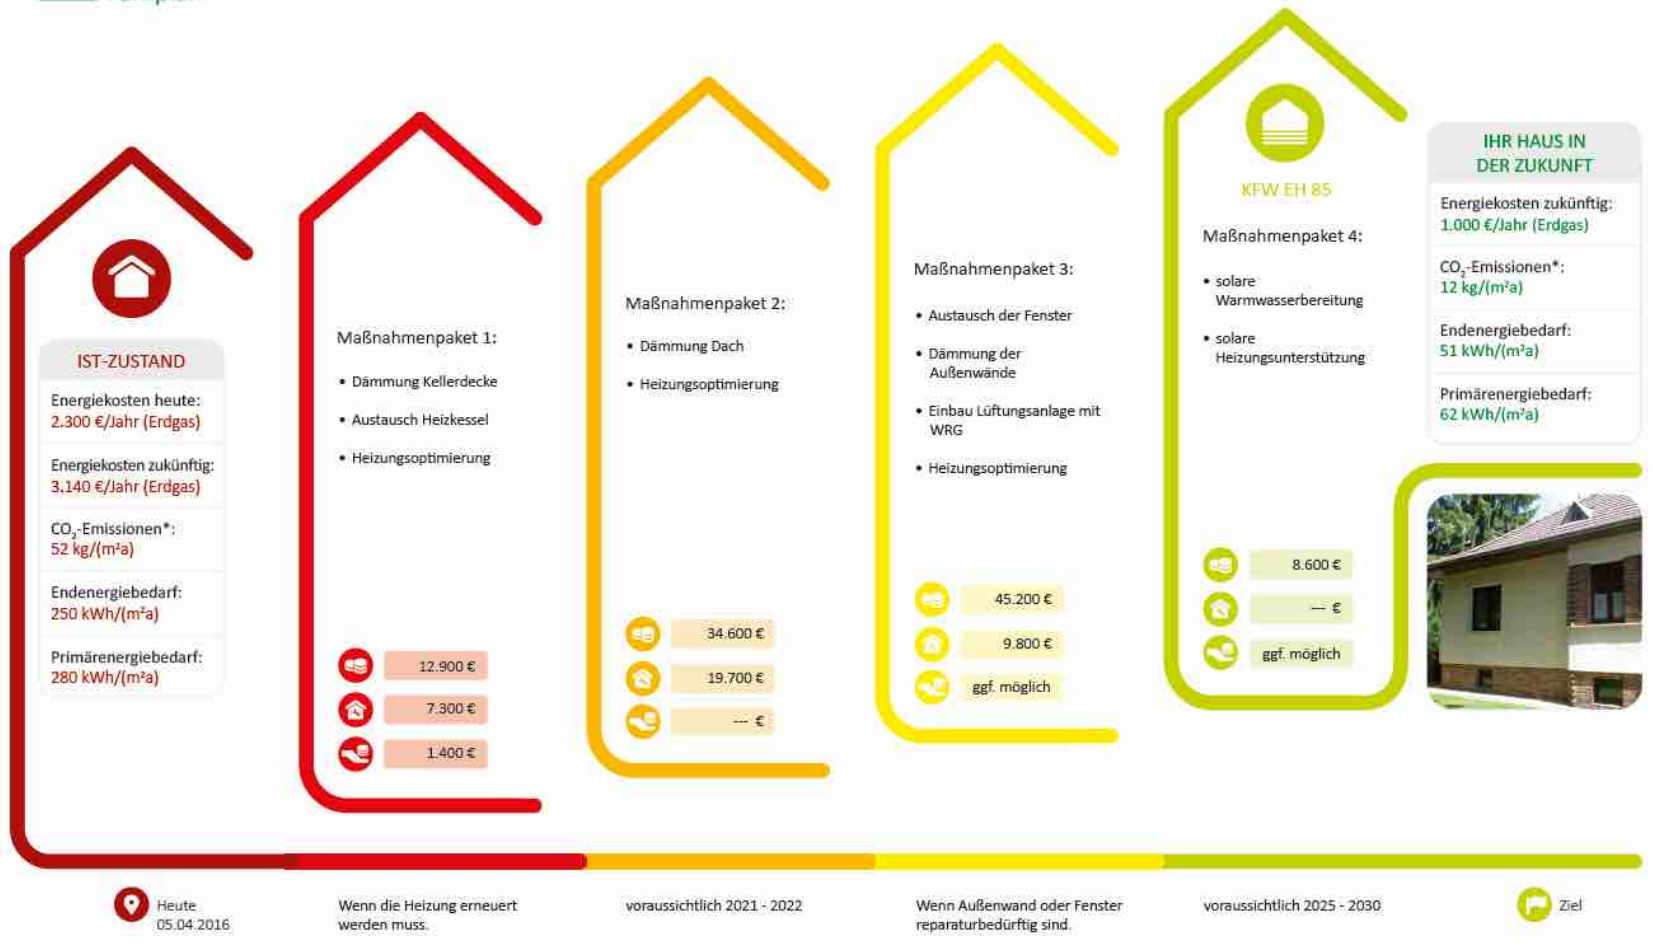 IST-ZUSTAND
Energiekosten heute:
2.300 €/Jahr (Erdgas)
Energiekosten zukünftig:
3.140 €/Jahr (Erdgas)
CO₂-Emissionen*:
52 kg/(m²a)
Endenergiebedarf:
250 kWh/(m²a)
Primärenergiebedarf:
280 kWh/(m²a)
Maßnahmenpaket 1:
• Dämmung Kellerdecke
• Austausch Heizkessel
• Heizungsoptimierung
12.900 €
7.300 €
1.400 €
Maßnahmenpaket 2:
• Dämmung Dach
• Heizungsoptimierung
34.600 €
19.700 €
--- €
Maßnahmenpaket 3:
• Austausch der Fenster
• Dämmung der
Außenwände
• Einbau Lüftungsanlage mit
WRG
• Heizungsoptimierung
45.200 €
9.800 €
ggf. möglich
KFW EH 85
Maßnahmenpaket 4:
• solare
Warmwasserbereitung
• solare
Heizungsunterstützung
8.600 €
--- €
ggf. möglich
IHR HAUS IN
DER ZUKUNFT
Energiekosten zukünftig:
1.000 €/Jahr (Erdgas)
CO₂-Emissionen*:
12 kg/(m²a)
Endenergiebedarf:
51 kWh/(m²a)
Primärenergiebedarf:
62 kWh/(m²a)
Heute
05.04.2016
Wenn die Heizung erneuert
werden muss.
voraussichtlich 2021 - 2022
Wenn Außenwand oder Fenster
reparaturbedürftig sind.
voraussichtlich 2025 - 2030
Ziel